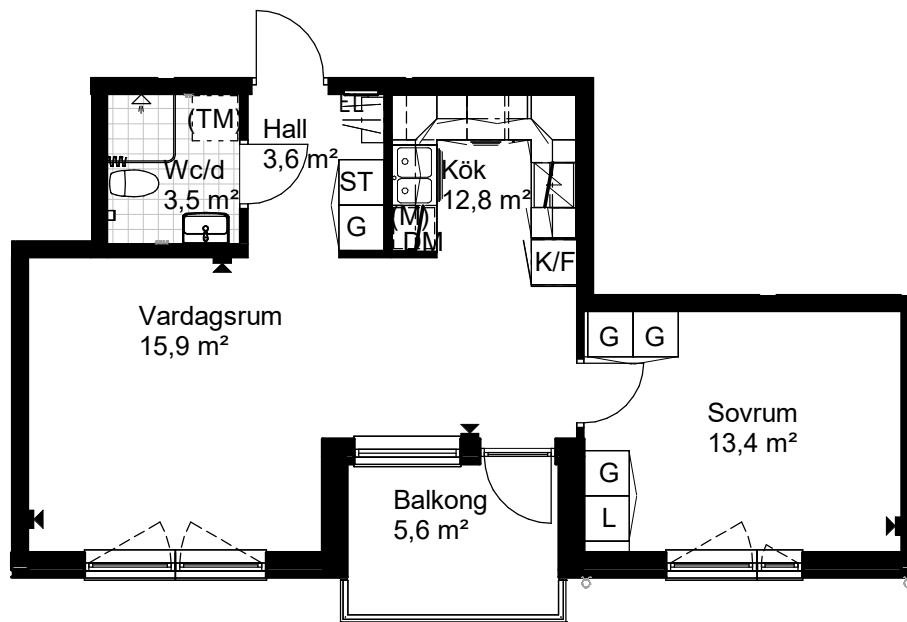 EL
(TM)
Hall
3,6 m²
Wc/d
3,5 m²
ST
G
Kök
12,8 m²
(M)
DM
K/F
Vardagsrum
15,9 m²
G
G
Sovrum
13,4 m²
G
L
Balkong
5,6 m²